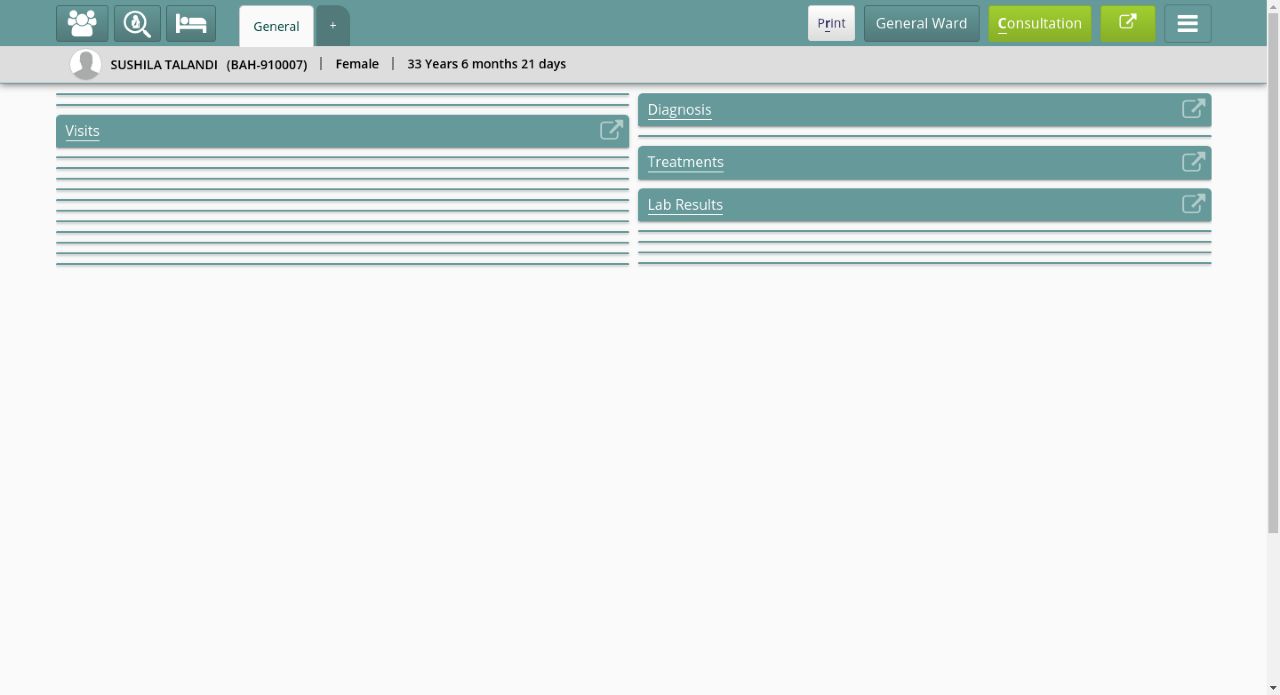 General + Print General Ward Consultation
SUSHILA TALANDI (BAH-910007) | Female | 33 Years 6 months 21 days
Visits
Diagnosis
Treatments
Lab Results